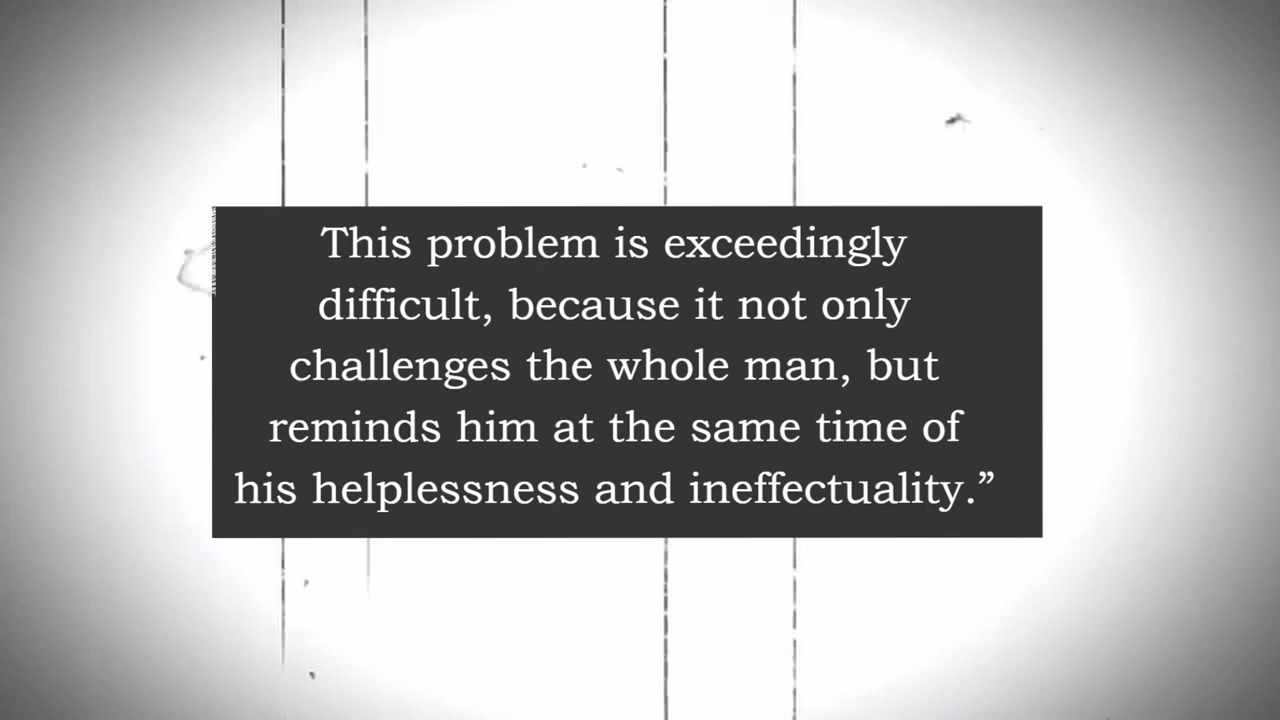 This problem is exceedingly
difficult, because it not only
challenges the whole man, but
reminds him at the same time of
his helplessness and ineffectuality.”